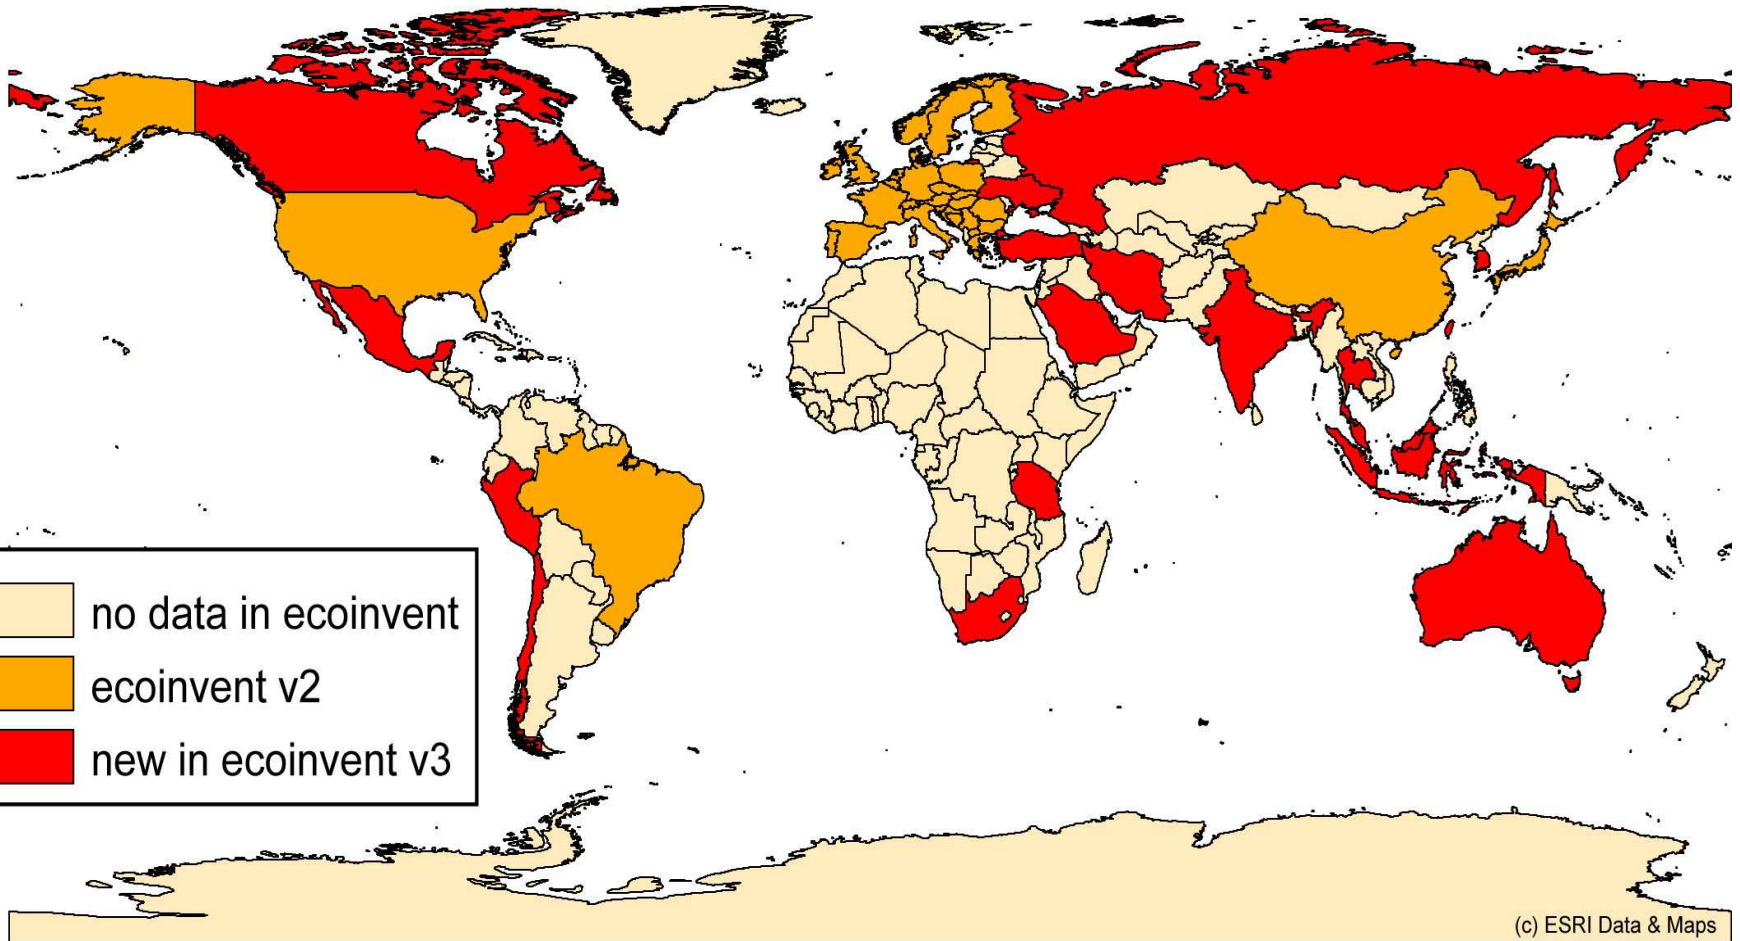 no data in ecoinvent
ecoinvent v2
new in ecoinvent v3
(c) ESRI Data & Maps